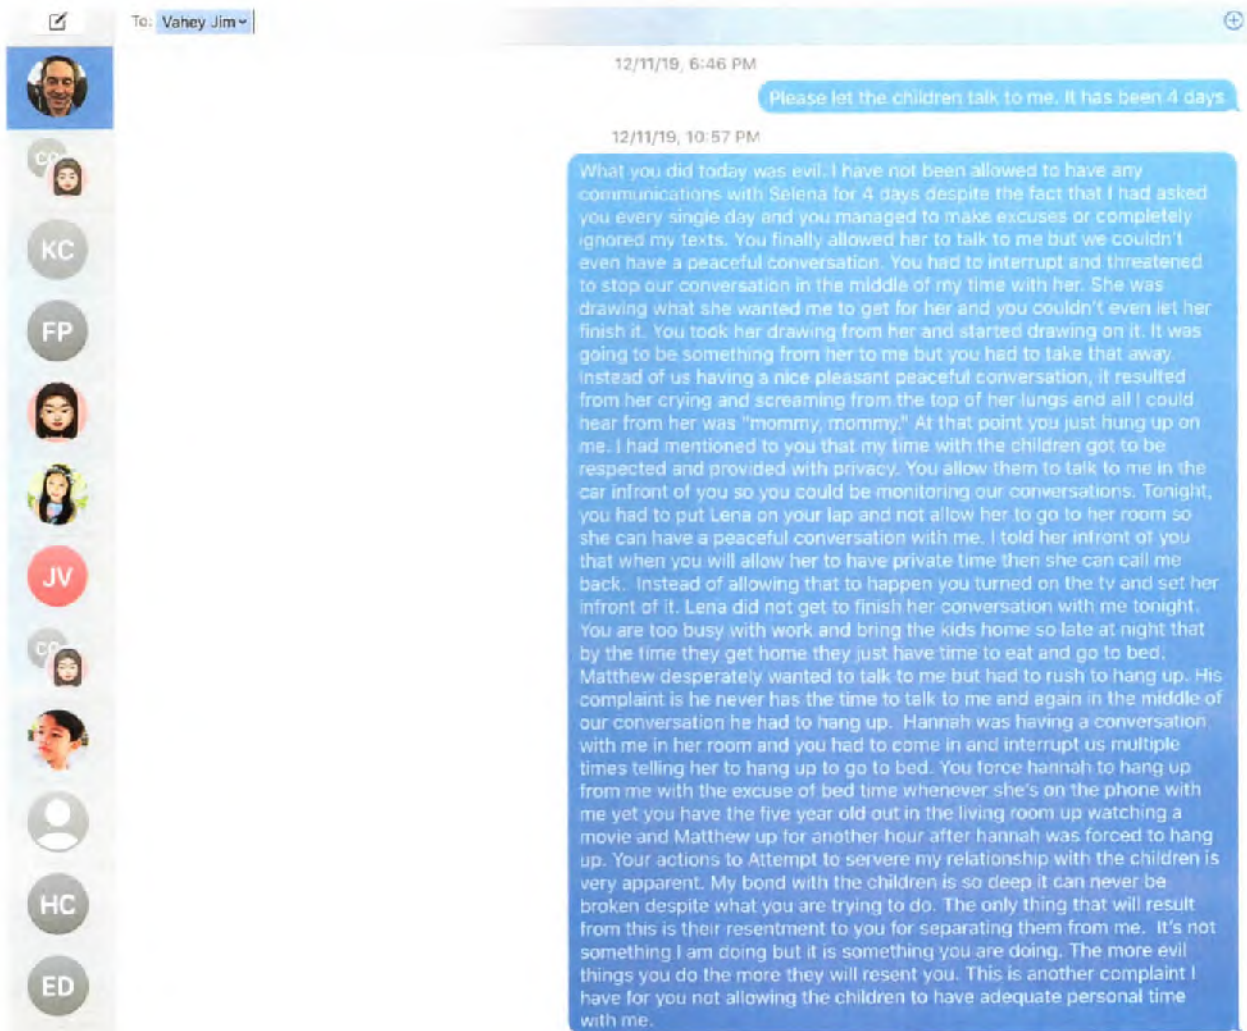 To: Vahey Jim
12/11/19, 6:46 PM
Please let the children talk to me. It has been 4 days
12/11/19, 10:57 PM
What you did today was evil. I have not been allowed to have any
communications with Selena for 4 days despite the fact that I had asked
you every single day and you managed to make excuses or completely
ignored my texts. You finally allowed her to talk to me but we couldn't
even have a peaceful conversation. You had to interrupt and threatened
to stop our conversation in the middle of my time with her. She was
drawing what she wanted me to get for her and you couldn't even let her
finish it. You took her drawing from her and started drawing on it. It was
going to be something from her to me but you had to take that away.
Instead of us having a nice pleasant peaceful conversation, it resulted
from her crying and screaming from the top of her lungs and all I could
hear from her was "mommy, mommy." At that point you just hung up on
me. I had mentioned to you that my time with the children got to be
respected and provided with privacy. You allow them to talk to me in the
car infront of you so you could be monitoring our conversations. Tonight,
you had to put Lena on your lap and not allow her to go to her room so
she can have a peaceful conversation with me. I told her infront of you
that when you will allow her to have private time then she can call me
back. Instead of allowing that to happen you turned on the tv and set her
infront of it. Lena did not get to finish her conversation with me tonight.
You are too busy with work and bring the kids home so late at night that
by the time they get home they just have time to eat and go to bed.
Matthew desperately wanted to talk to me but had to rush to hang up. His
complaint is he never has the time to talk to me and again in the middle of
our conversation he had to hang up. Hannah was having a conversation
with me in her room and you had to come in and interrupt us multiple
times telling her to hang up to go to bed. You force hannah to hang up
from me with the excuse of bed time whenever she's on the phone with
me yet you have the five year old out in the living room up watching a
movie and Matthew up for another hour after hannah was forced to hang
up. Your actions to Attempt to servere my relationship with the children is
very apparent. My bond with the children is so deep it can never be
broken despite what you are trying to do. The only thing that will result
from this is their resentment to you for separating them from me. It's not
something I am doing but it is something you are doing. The more evil
things you do the more they will resent you. This is another complaint I
have for you not allowing the children to have adequate personal time
with me.
CC
KC
FP
JV
CC
HC
ED